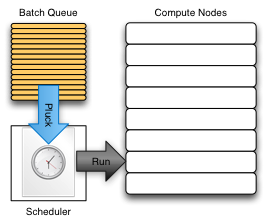 Batch Queue
Compute Nodes
Pluck
Run
Scheduler